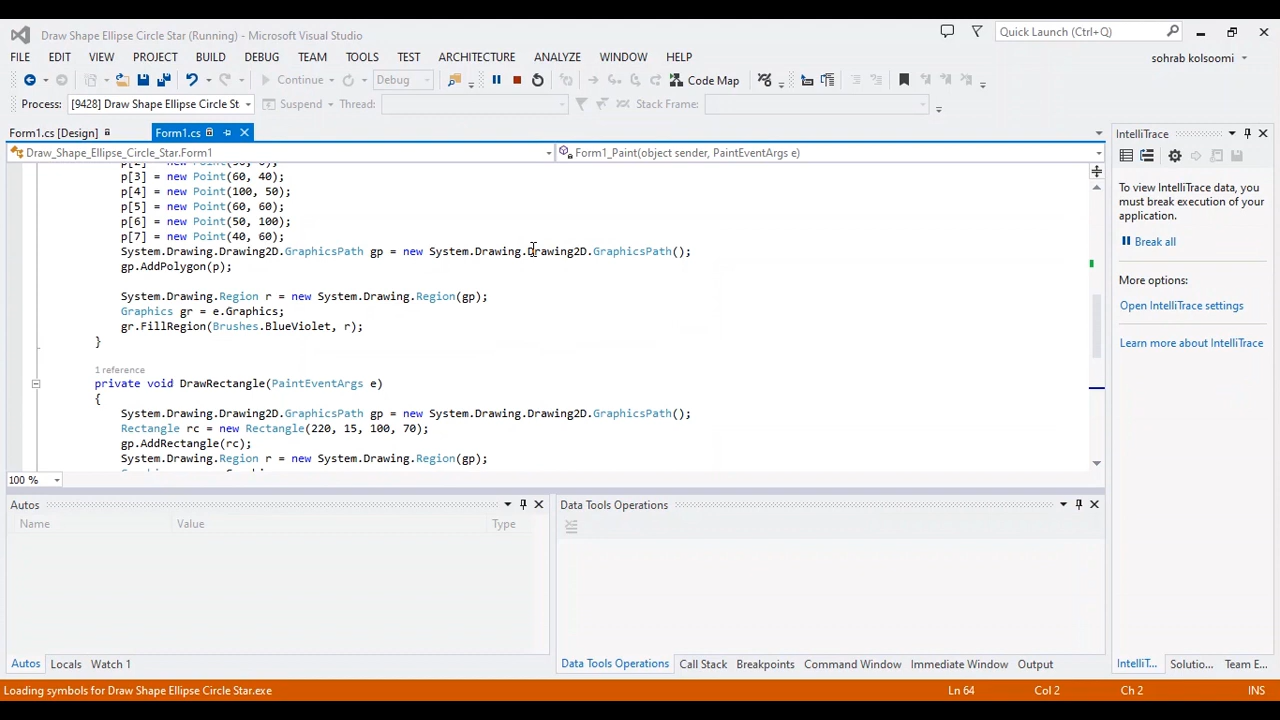 Draw Shape Ellipse Circle Star (Running) - Microsoft Visual Studio
Quick Launch (Ctrl+Q)
FILE EDIT VIEW PROJECT BUILD DEBUG TEAM TOOLS TEST ARCHITECTURE ANALYZE WINDOW HELP
sohrab kolsoomi
Continue Debug Code Map
Process: [9428] Draw Shape Ellipse Circle St Suspend Thread: Stack Frame:
Form1.cs [Design] Form1.cs
Draw_Shape_Ellipse_Circle_Star.Form1 Form1_Paint(object sender, PaintEventArgs e)
p[3] = new Point(60, 40);
p[4] = new Point(100, 50);
p[5] = new Point(60, 60);
p[6] = new Point(50, 100);
p[7] = new Point(40, 60);
System.Drawing.Drawing2D.GraphicsPath gp = new System.Drawing.Drawing2D.GraphicsPath();
gp.AddPolygon(p);
System.Drawing.Region r = new System.Drawing.Region(gp);
Graphics gr = e.Graphics;
gr.FillRegion(Brushes.BlueViolet, r);
}
1 reference
private void DrawRectangle(PaintEventArgs e)
{
System.Drawing.Drawing2D.GraphicsPath gp = new System.Drawing.Drawing2D.GraphicsPath();
Rectangle rc = new Rectangle(220, 15, 100, 70);
gp.AddRectangle(rc);
System.Drawing.Region r = new System.Drawing.Region(gp);
100 %
IntelliTrace
To view IntelliTrace data, you
must break execution of your
application.
Break all
More options:
Open IntelliTrace settings
Learn more about IntelliTrace
Autos
Name Value Type
Data Tools Operations
Autos Locals Watch 1
Data Tools Operations Call Stack Breakpoints Command Window Immediate Window Output
IntelliT... Solutio... Team E...
Loading symbols for Draw Shape Ellipse Circle Star.exe
Ln 64 Col 2 Ch 2 INS